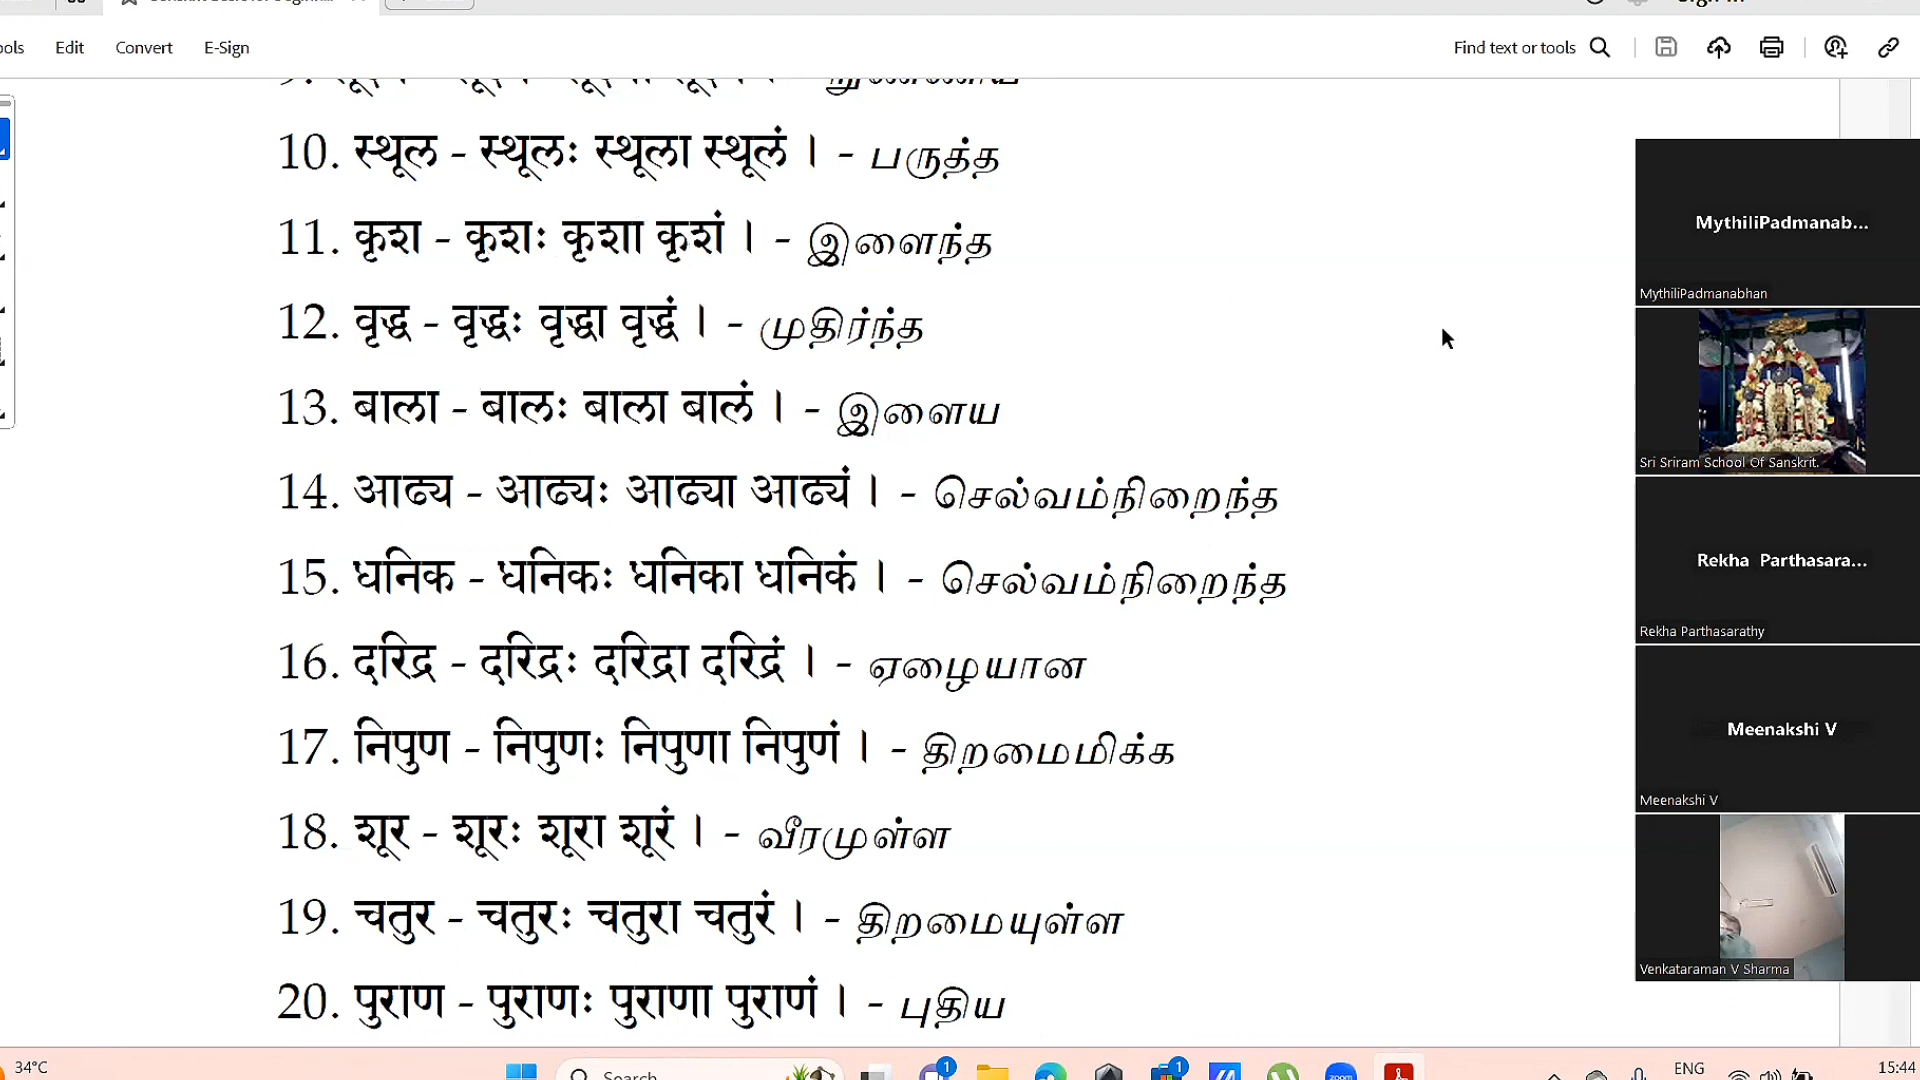 Edit Convert E-Sign Find text or tools
10. स्थूल - स्थूलः स्थूला स्थूलं । - பருத்த
11. कृश - कृशः कृशा कृशं । - இளைந்த
12. वृद्ध - वृद्धः वृद्धा वृद्धं । - முதிர்ந்த
13. बाला - बालः बाला बालं । - இளைய
14. आढ्य - आढ्यः आढ्या आढ्यं । - செல்வம்நிறைந்த
15. धनिक - धनिकः धनिका धनिकं । - செல்வம்நிறைந்த
16. दरिद्र - दरिद्रः दरिद्रा दरिद्रं । - ஏழையான
17. निपुण - निपुणः निपुणा निपुणं । - திறமைமிக்க
18. शूर - शूरः शूरा शूरं । - வீரமுள்ள
19. चतुर - चतुरः चतुरा चतुरं । - திறமையுள்ள
20. पुराण - पुराणः पुराणा पुराणं । - புதிய
MythiliPadmanab...
MythiliPadmanabhan
Sri Sriram School Of Sanskrit.
Rekha Parthasara...
Rekha Parthasarathy
Meenakshi V
Meenakshi V
Venkataraman V Sharma
34°C Search 1 1 zoom ENG 15:44